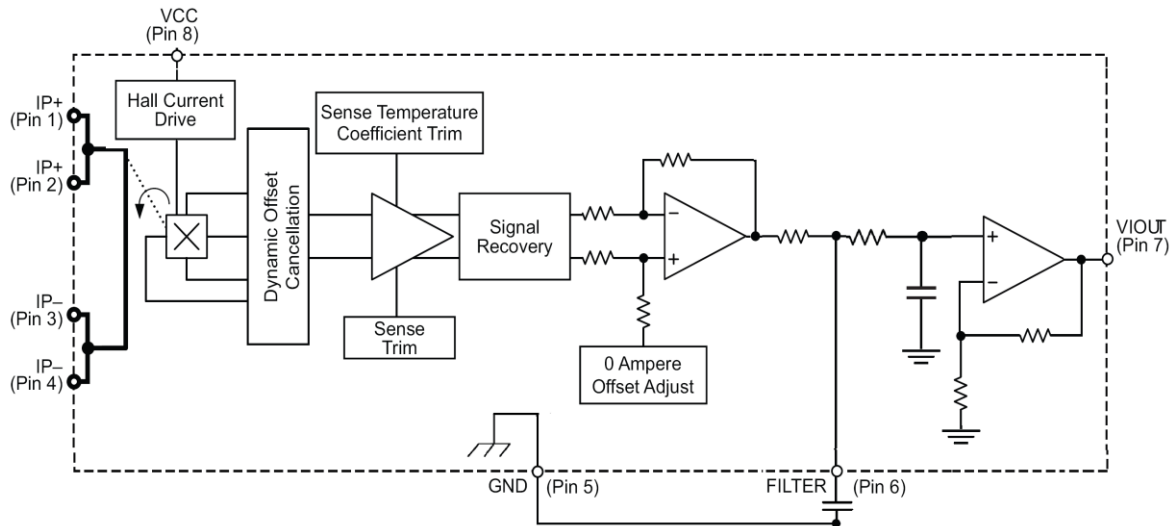 VCC
(Pin 8)
IP+
(Pin 1)
IP+
(Pin 2)
IP–
(Pin 3)
IP–
(Pin 4)
Hall Current
Drive
Dynamic Offset
Cancellation
Sense Temperature
Coefficient Trim
Sense
Trim
Signal
Recovery
0 Ampere
Offset Adjust
–
+
+
–
VIOUT
(Pin 7)
GND (Pin 5)
FILTER (Pin 6)